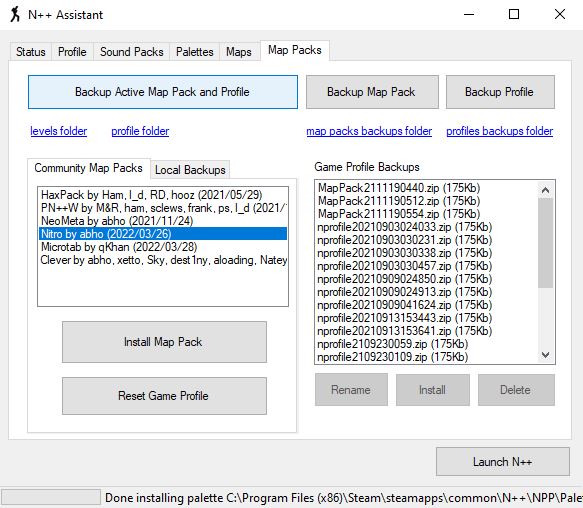 N++ Assistant
Status Profile Sound Packs Palettes Maps Map Packs
Backup Active Map Pack and Profile Backup Map Pack Backup Profile
levels folder profile folder map packs backups folder profiles backups folder
Community Map Packs Local Backups
HaxPack by Ham, l_d, RD, hooz (2021/05/29)
PN++W by M&R, ham, sclews, frank, ps, l_d (2021/
NeoMeta by abho (2021/11/24)
Nitro by abho (2022/03/26)
Microtab by qKhan (2022/03/28)
Clever by abho, xetto, Sky, dest1ny, aloading, Natey
Install Map Pack
Reset Game Profile
Game Profile Backups
MapPack2111190440.zip (175Kb)
MapPack2111190512.zip (175Kb)
MapPack2111190554.zip (175Kb)
nprofile20210903024033.zip (175Kb)
nprofile20210903030231.zip (175Kb)
nprofile20210903030338.zip (175Kb)
nprofile20210903030457.zip (175Kb)
nprofile20210909024850.zip (175Kb)
nprofile20210909024913.zip (175Kb)
nprofile20210909041624.zip (175Kb)
nprofile20210913153443.zip (175Kb)
nprofile20210913153641.zip (175Kb)
nprofile2109230059.zip (175Kb)
nprofile2109230109.zip (175Kb)
Rename Install Delete
Launch N++
Done installing palette C:\Program Files (x86)\Steam\steamapps\common\N++\NPP\Pale